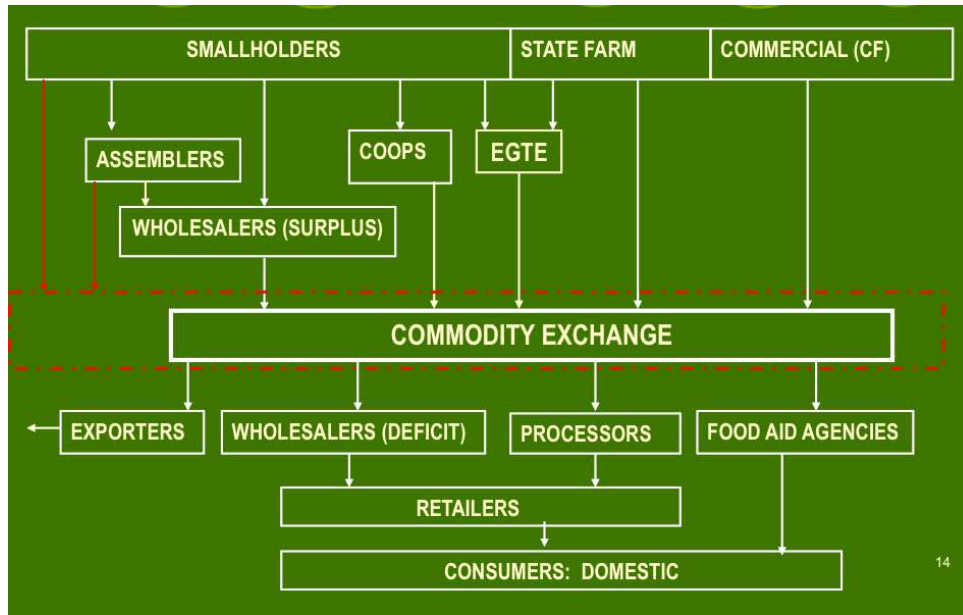 SMALLHOLDERS
STATE FARM
COMMERCIAL (CF)
ASSEMBLERS
COOPS
EGTE
WHOLESALERS (SURPLUS)
COMMODITY EXCHANGE
EXPORTERS
WHOLESALERS (DEFICIT)
PROCESSORS
FOOD AID AGENCIES
RETAILERS
CONSUMERS: DOMESTIC
14